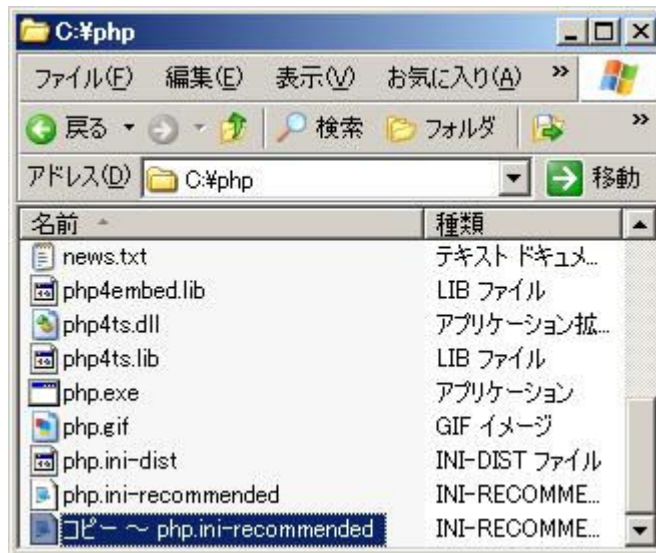 C:¥php
ファイル(F) 編集(E) 表示(V) お気に入り(A) »
戻る 検索 フォルダ »
アドレス(D) C:¥php 移動
名前 種類
news.txt テキスト ドキュメ...
php4embed.lib LIB ファイル
php4ts.dll アプリケーション拡...
php4ts.lib LIB ファイル
php.exe アプリケーション
php.gif GIF イメージ
php.ini-dist INI-DIST ファイル
php.ini-recommended INI-RECOMME...
コピー ～ php.ini-recommended INI-RECOMME...